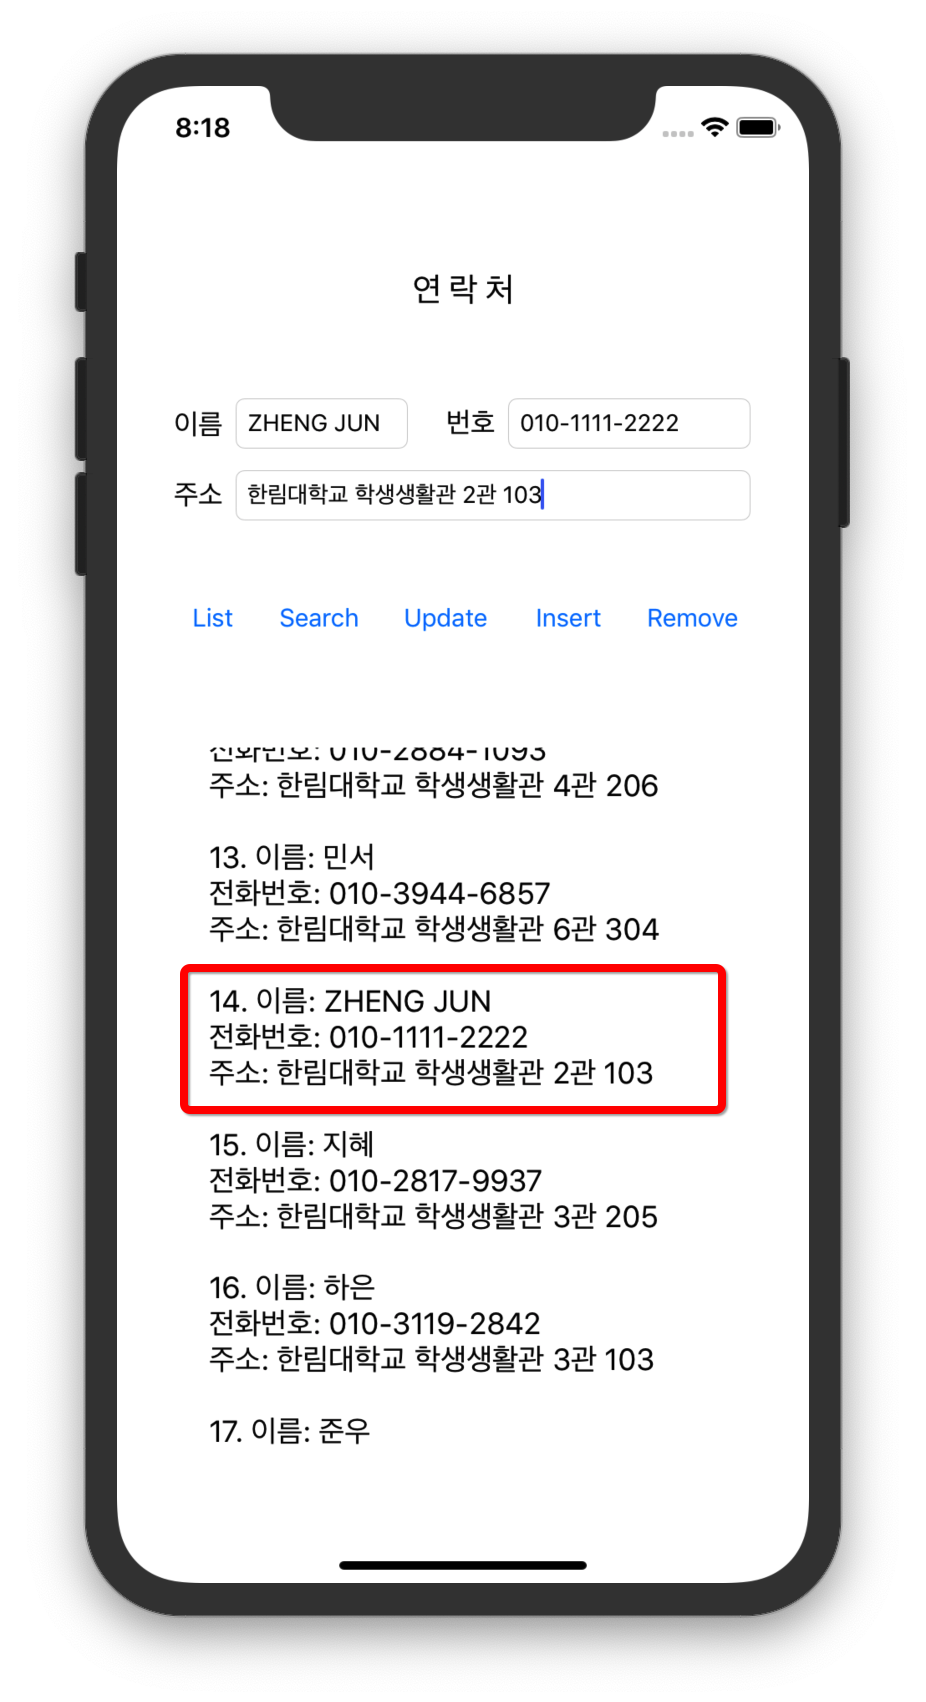 8:18
연락처
이름 ZHENG JUN 번호 010-1111-2222
주소 한림대학교 학생생활관 2관 103
List Search Update Insert Remove
전화번호: 010-2884-1093
주소: 한림대학교 학생생활관 4관 206
13. 이름: 민서
전화번호: 010-3944-6857
주소: 한림대학교 학생생활관 6관 304
14. 이름: ZHENG JUN
전화번호: 010-1111-2222
주소: 한림대학교 학생생활관 2관 103
15. 이름: 지혜
전화번호: 010-2817-9937
주소: 한림대학교 학생생활관 3관 205
16. 이름: 하은
전화번호: 010-3119-2842
주소: 한림대학교 학생생활관 3관 103
17. 이름: 준우